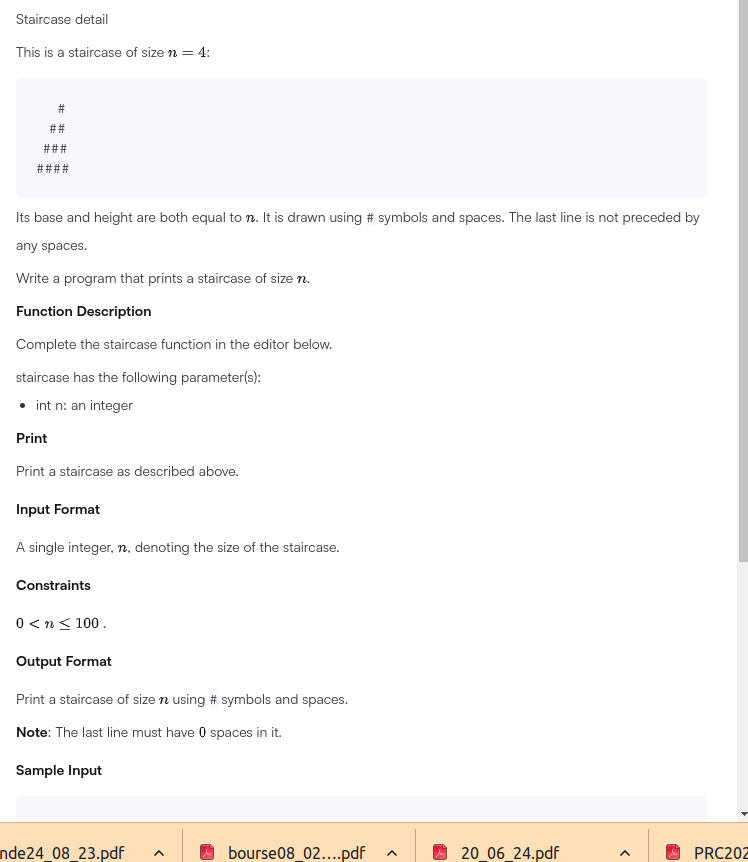 Staircase detail
This is a staircase of size n = 4:
#
##
###
####
Its base and height are both equal to n. It is drawn using # symbols and spaces. The last line is not preceded by
any spaces.
Write a program that prints a staircase of size n.
Function Description
Complete the staircase function in the editor below.
staircase has the following parameter(s):
• int n: an integer
Print
Print a staircase as described above.
Input Format
A single integer, n, denoting the size of the staircase.
Constraints
0 < n ≤ 100 .
Output Format
Print a staircase of size n using # symbols and spaces.
Note: The last line must have 0 spaces in it.
Sample Input
nde24_08_23.pdf bourse08_02....pdf 20_06_24.pdf PRC202